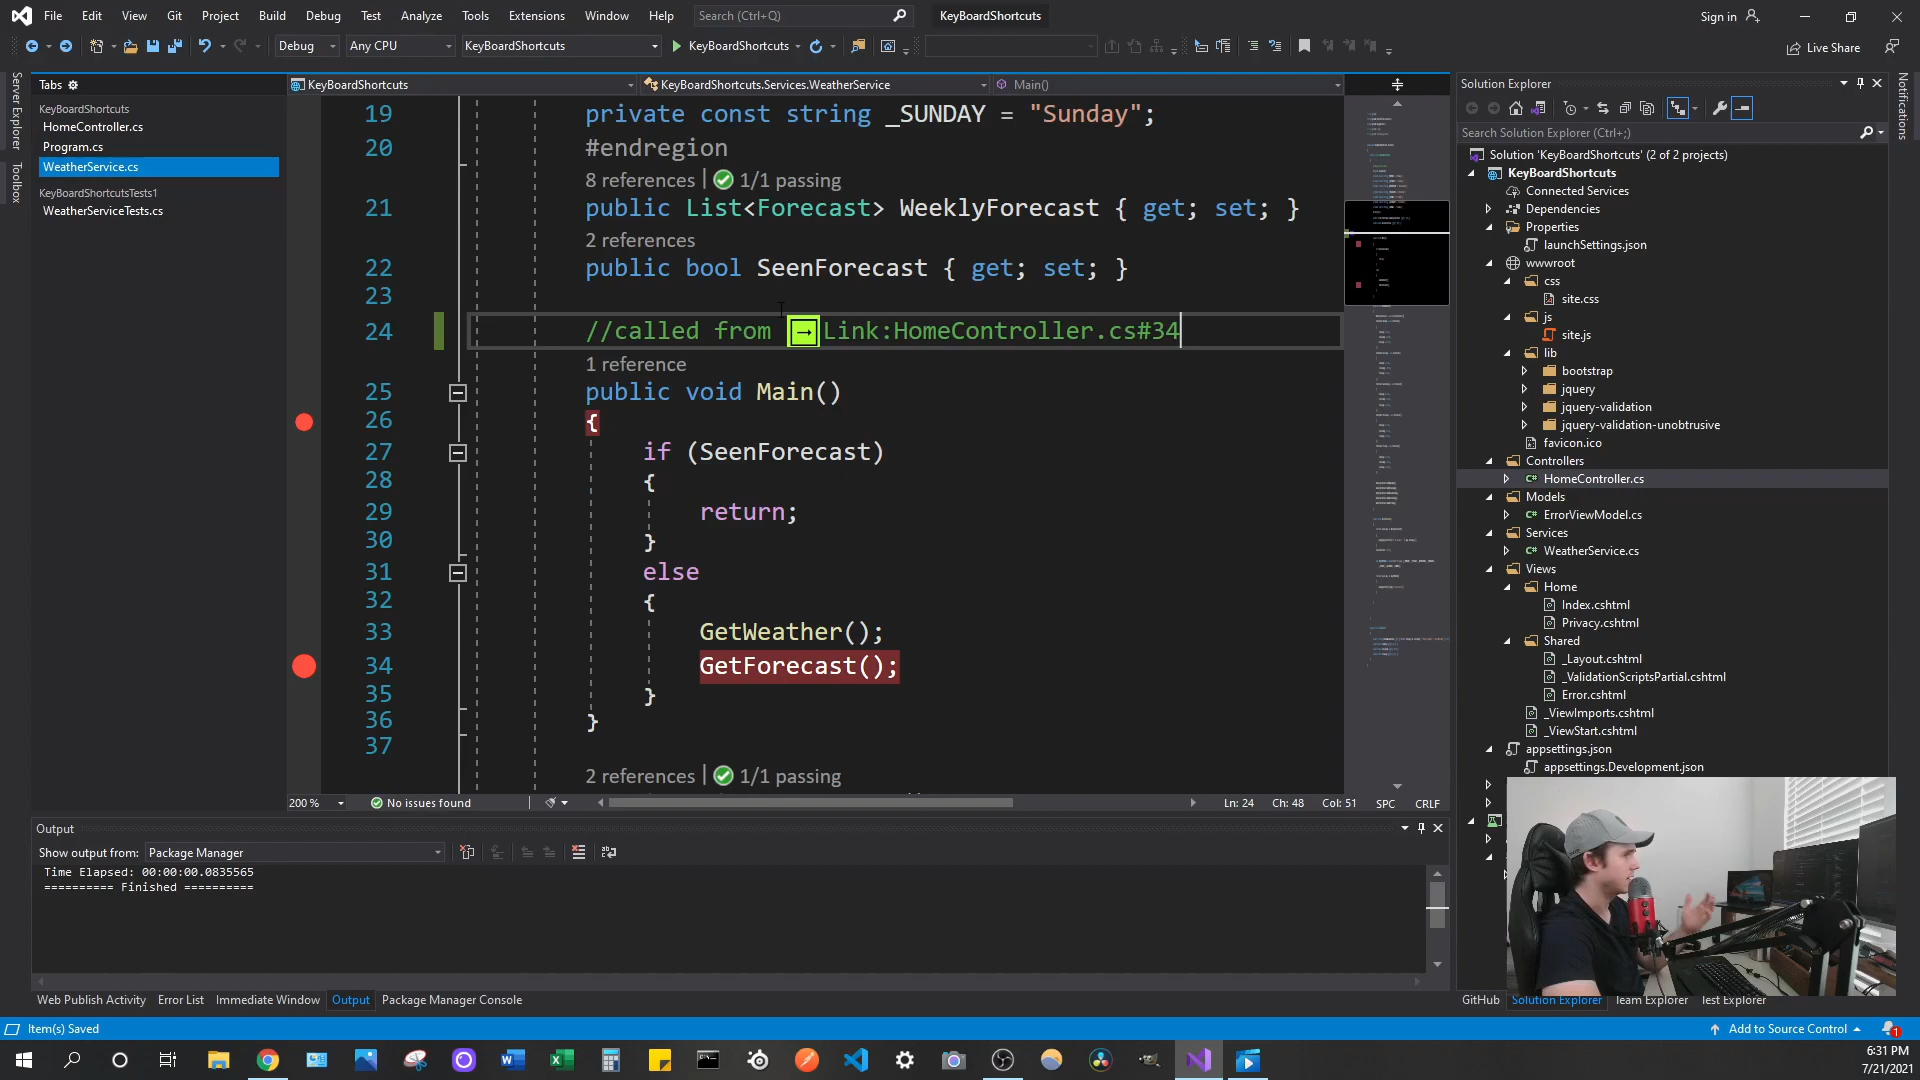 File Edit View Git Project Build Debug Test Analyze Tools Extensions Window Help Search (Ctrl+Q) KeyBoardShortcuts Sign in
Debug Any CPU KeyBoardShortcuts KeyBoardShortcuts Live Share
Server Explorer
Toolbox
Tabs
KeyBoardShortcuts
HomeController.cs
Program.cs
WeatherService.cs
KeyBoardShortcutsTests1
WeatherServiceTests.cs
KeyBoardShortcuts KeyBoardShortcuts.Services.WeatherService Main()
19 private const string _SUNDAY = "Sunday";
20 #endregion
8 references | 1/1 passing
21 public List<Forecast> WeeklyForecast { get; set; }
2 references
22 public bool SeenForecast { get; set; }
23
24 //called from → Link:HomeController.cs#34
1 reference
25 public void Main()
26 {
27 if (SeenForecast)
28 {
29 return;
30 }
31 else
32 {
33 GetWeather();
34 GetForecast();
35 }
36 }
37
2 references | 1/1 passing
200 % No issues found Ln: 24 Ch: 48 Col: 51 SPC CRLF
Output
Show output from: Package Manager
Time Elapsed: 00:00:00.0835565
========== Finished ==========
Web Publish Activity Error List Immediate Window Output Package Manager Console
Solution Explorer
Search Solution Explorer (Ctrl+;)
Solution 'KeyBoardShortcuts' (2 of 2 projects)
KeyBoardShortcuts
Connected Services
Dependencies
Properties
launchSettings.json
wwwroot
css
site.css
js
site.js
lib
bootstrap
jquery
jquery-validation
jquery-validation-unobtrusive
favicon.ico
Controllers
C# HomeController.cs
Models
C# ErrorViewModel.cs
Services
C# WeatherService.cs
Views
Home
Index.cshtml
Privacy.cshtml
Shared
_Layout.cshtml
_ValidationScriptsPartial.cshtml
Error.cshtml
_ViewImports.cshtml
_ViewStart.cshtml
appsettings.json
appsettings.Development.json
GitHub Solution Explorer Team Explorer Test Explorer
Notifications
Item(s) Saved Add to Source Control 1
6:31 PM
7/21/2021